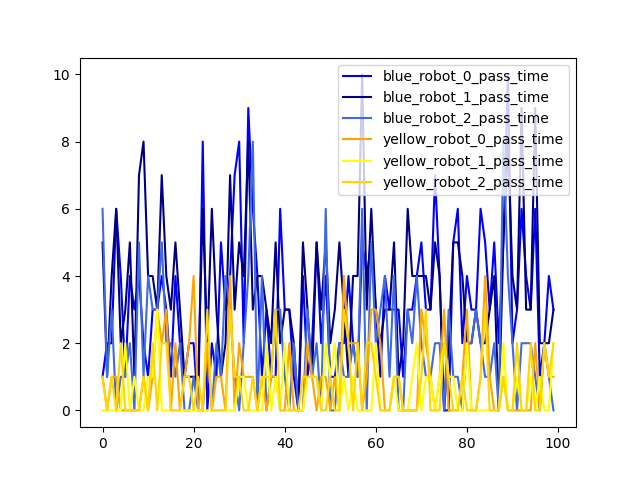 10
8
6
4
2
0
0
20
40
60
80
100
blue_robot_0_pass_time
blue_robot_1_pass_time
blue_robot_2_pass_time
yellow_robot_0_pass_time
yellow_robot_1_pass_time
yellow_robot_2_pass_time